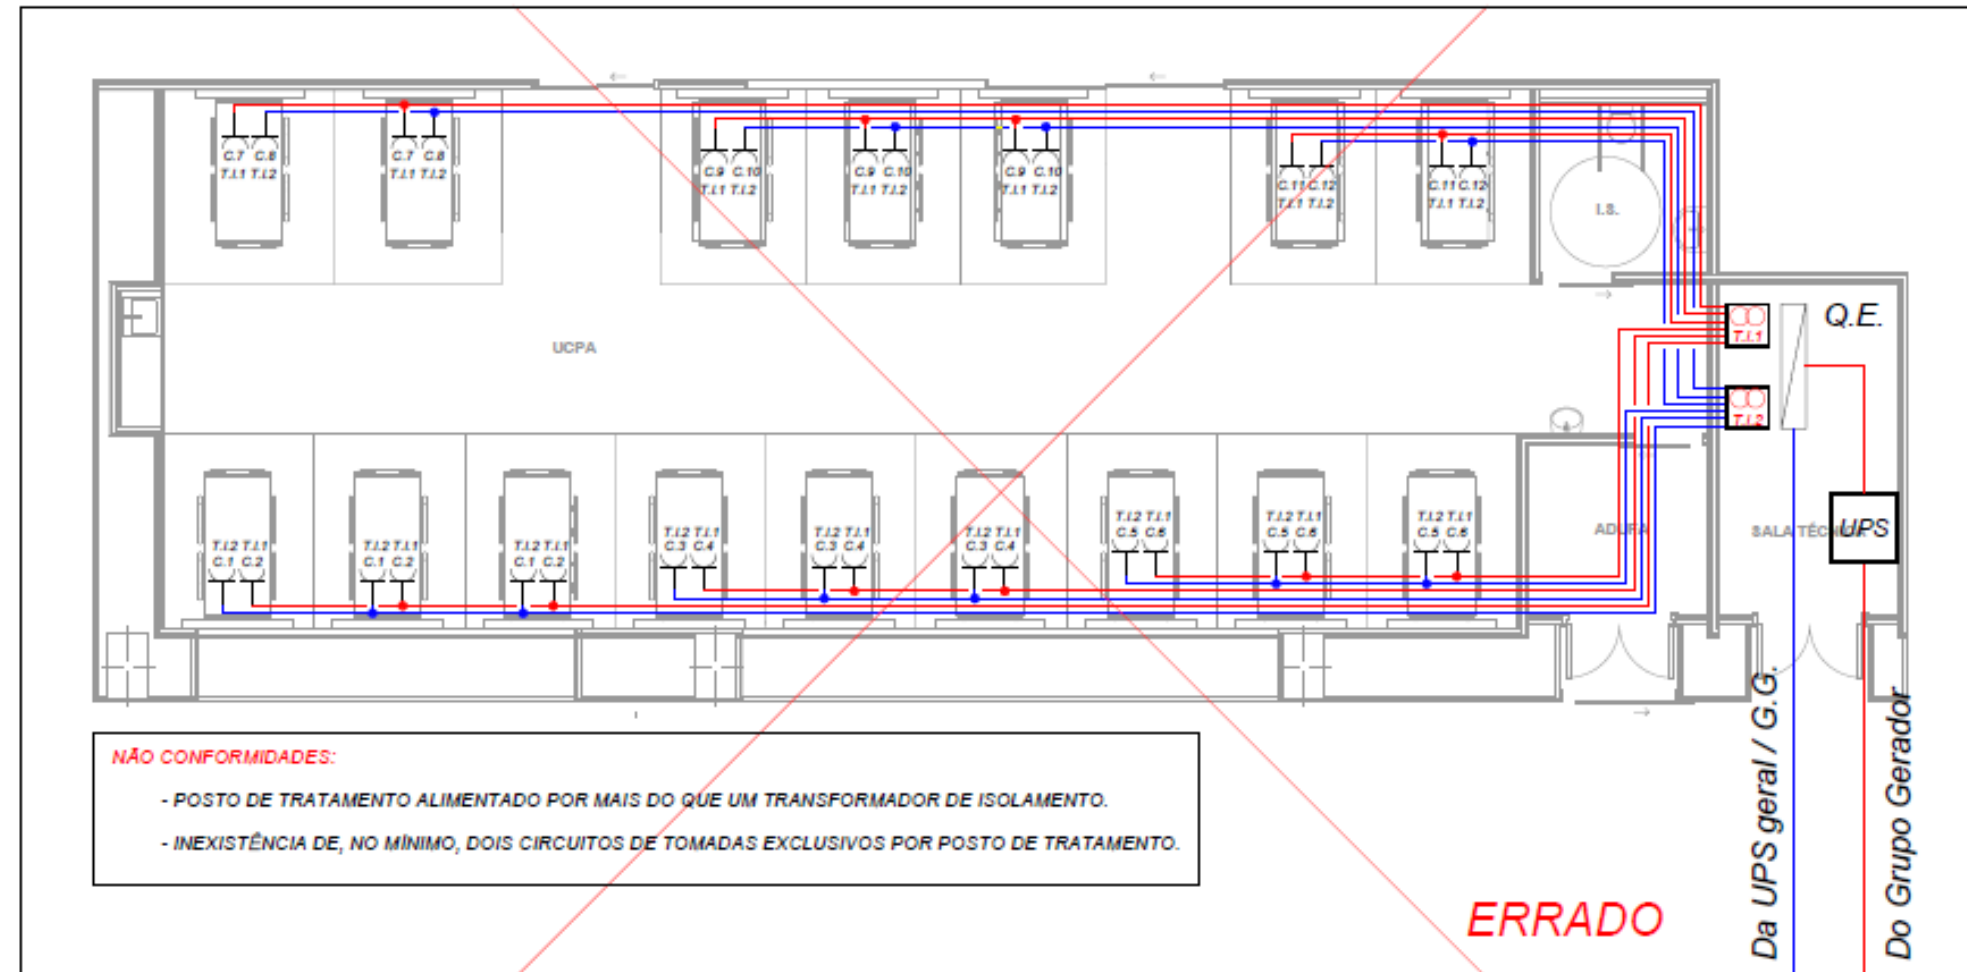 C.7 C.8
T.I.1 T.I.2
C.7 C.8
T.I.1 T.I.2
C.9 C.10
T.I.1 T.I.2
C.9 C.10
T.I.1 T.I.2
C.9 C.10
T.I.1 T.I.2
C.11 C.12
T.I.1 T.I.2
C.11 C.12
T.I.1 T.I.2
I.S.
Q.E.
T.I.1
UCPA
T.I.2
T.I.2 T.I.1
C.1 C.2
T.I.2 T.I.1
C.1 C.2
T.I.2 T.I.1
C.1 C.2
T.I.2 T.I.1
C.3 C.4
T.I.2 T.I.1
C.3 C.4
T.I.2 T.I.1
C.3 C.4
T.I.2 T.I.1
C.5 C.6
T.I.2 T.I.1
C.5 C.6
T.I.2 T.I.1
C.5 C.6
SALA
UPS
NÃO CONFORMIDADES:
- POSTO DE TRATAMENTO ALIMENTADO POR MAIS DO QUE UM TRANSFORMADOR DE ISOLAMENTO.
- INEXISTÊNCIA DE, NO MÍNIMO, DOIS CIRCUITOS DE TOMADAS EXCLUSIVOS POR POSTO DE TRATAMENTO.
ERRADO
Da UPS geral / G.G.
Do Grupo Gerador